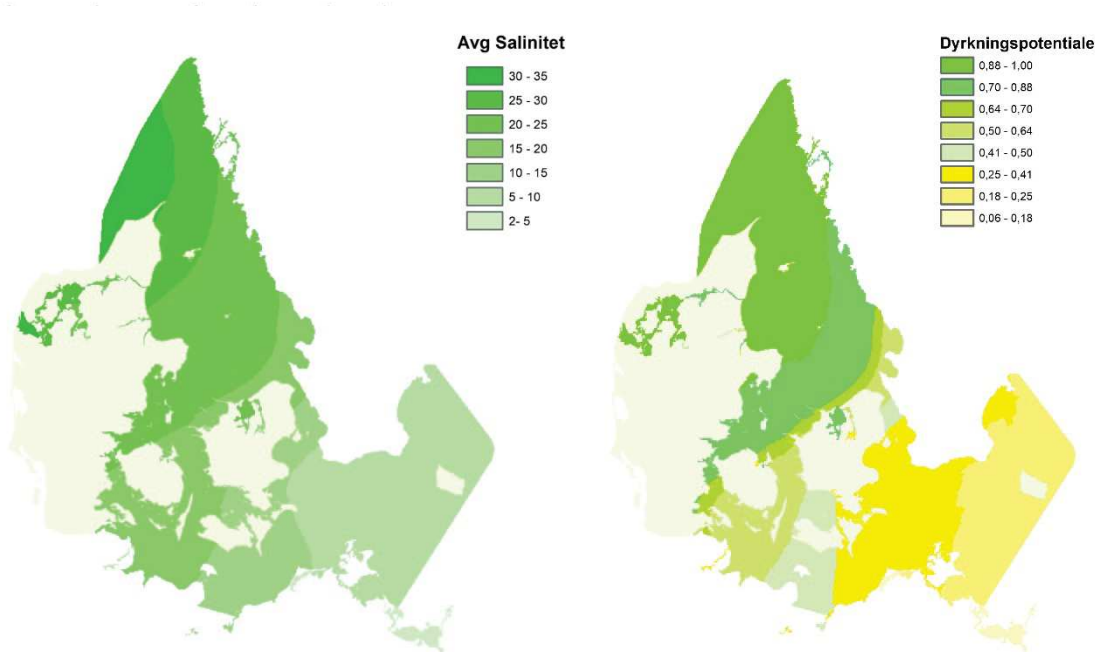 Avg Salinitet
30 - 35
25 - 30
20 - 25
15 - 20
10 - 15
5 - 10
2- 5
Dyrkningspotentiale
0,88 - 1,00
0,70 - 0,88
0,64 - 0,70
0,50 - 0,64
0,41 - 0,50
0,25 - 0,41
0,18 - 0,25
0,06 - 0,18